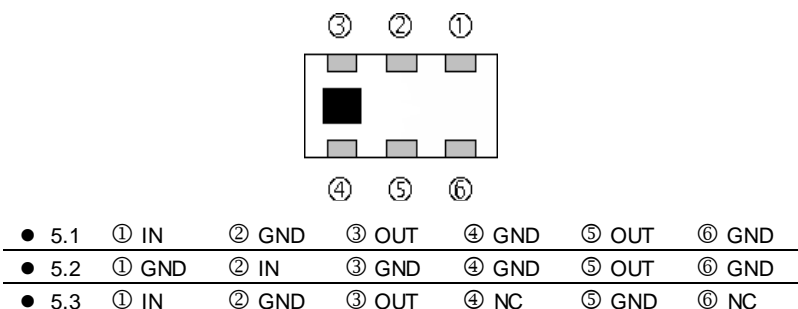 ③ ② ①
④ ⑤ ⑥
● 5.1 ① IN ② GND ③ OUT ④ GND ⑤ OUT ⑥ GND
● 5.2 ① GND ② IN ③ GND ④ GND ⑤ OUT ⑥ GND
● 5.3 ① IN ② GND ③ OUT ④ NC ⑤ GND ⑥ NC